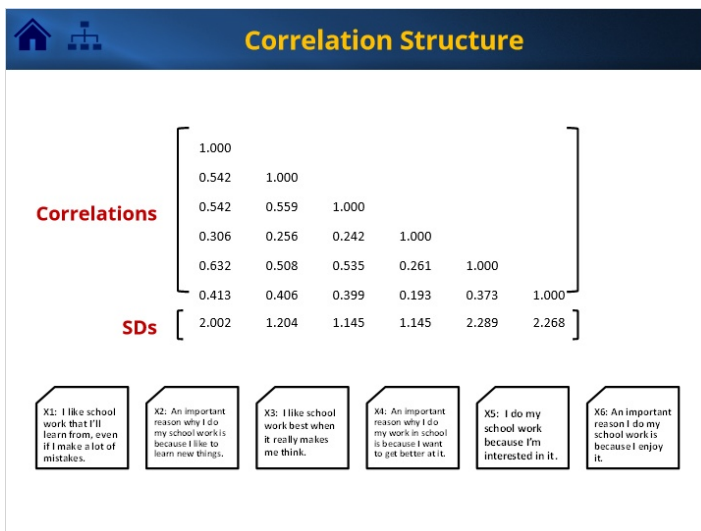 Correlation Structure
1.000
0.542 1.000
0.542 0.559 1.000
Correlations
0.306 0.256 0.242 1.000
0.632 0.508 0.535 0.261 1.000
0.413 0.406 0.399 0.193 0.373 1.000
SDs 2.002 1.204 1.145 1.145 2.289 2.268
X1: I like school
work that I'll
learn from, even
if I make a lot of
mistakes.
X2: An important
reason why I do
my school work is
because I like to
learn new things.
X3: I like school
work best when
it really makes
me think.
X4: An important
reason why I do
my work in school
is because I want
to get better at it.
X5: I do my
school work
because I'm
interested in it.
X6: An important
reason I do my
school work is
because I enjoy
it.